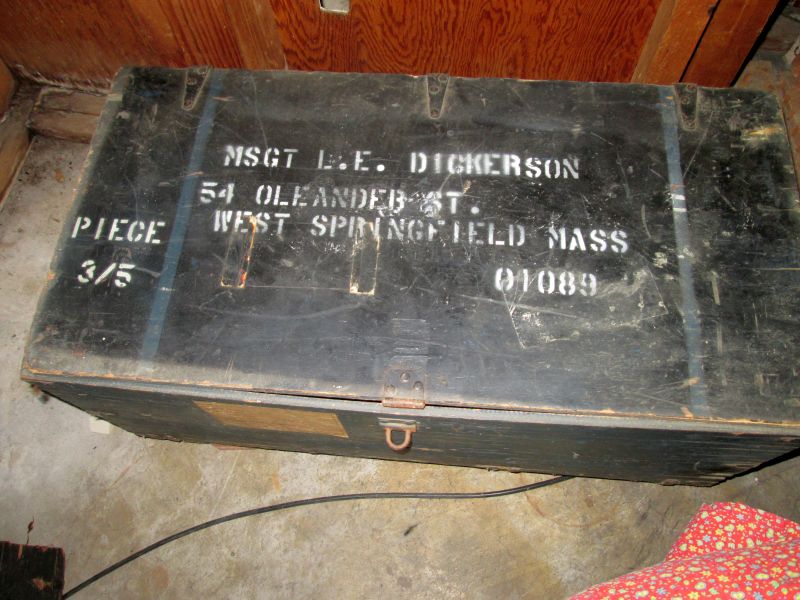 MSGT L.E. DICKERSON
54 OLEANDER ST.
WEST SPRINGFIELD MASS
01089
PIECE
3/5